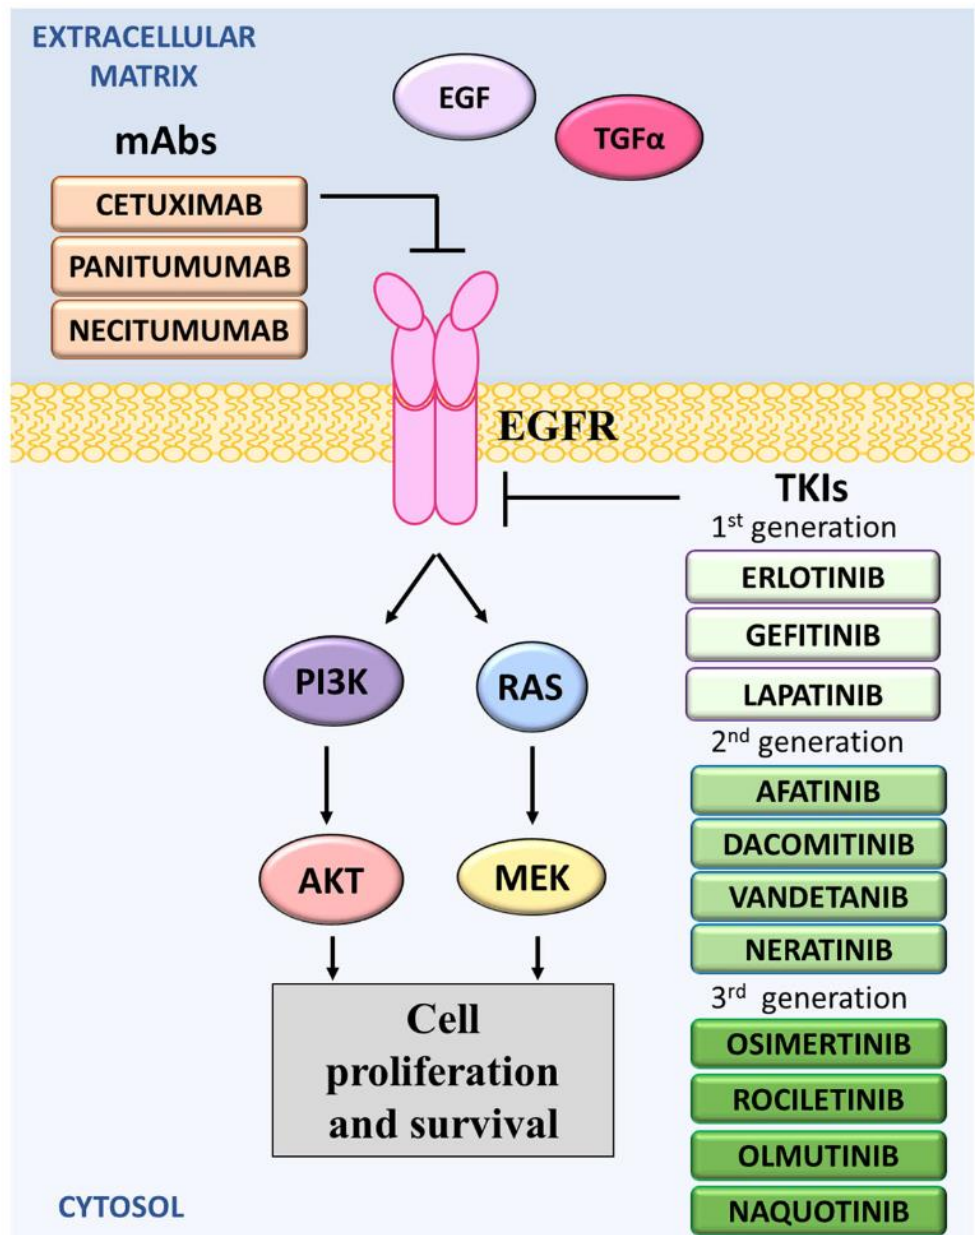 EXTRACELLULAR
MATRIX
mAbs
CETUXIMAB
PANITUMUMAB
NECITUMUMAB
EGF
TGFα
EGFR
TKIs
1st generation
ERLOTINIB
GEFITINIB
LAPATINIB
2nd generation
AFATINIB
DACOMITINIB
VANDETANIB
NERATINIB
3rd generation
OSIMERTINIB
ROCILETINIB
OLMUTINIB
NAQUOTINIB
PI3K
RAS
AKT
MEK
Cell
proliferation
and survival
CYTOSOL